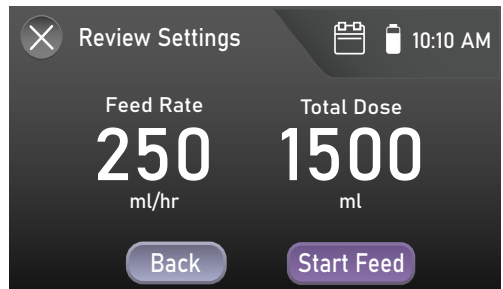 Review Settings
10:10 AM
Feed Rate
250
ml/hr
Total Dose
1500
ml
Back
Start Feed